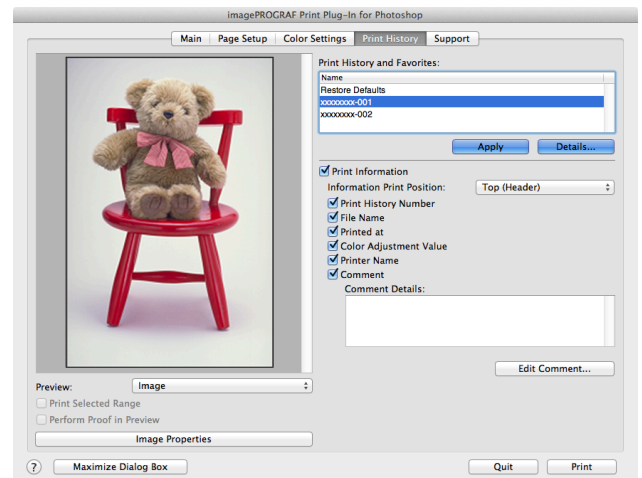 imagePROGRAF Print Plug-In for Photoshop
Main Page Setup Color Settings Print History Support
Print History and Favorites:
Name
Restore Defaults
xxxxxxxx-001
xxxxxxxx-002
Apply Details...
Print Information
Information Print Position: Top (Header)
Print History Number
File Name
Printed at
Color Adjustment Value
Printer Name
Comment
Comment Details:
Edit Comment...
Preview: Image
Print Selected Range
Perform Proof in Preview
Image Properties
? Maximize Dialog Box Quit Print